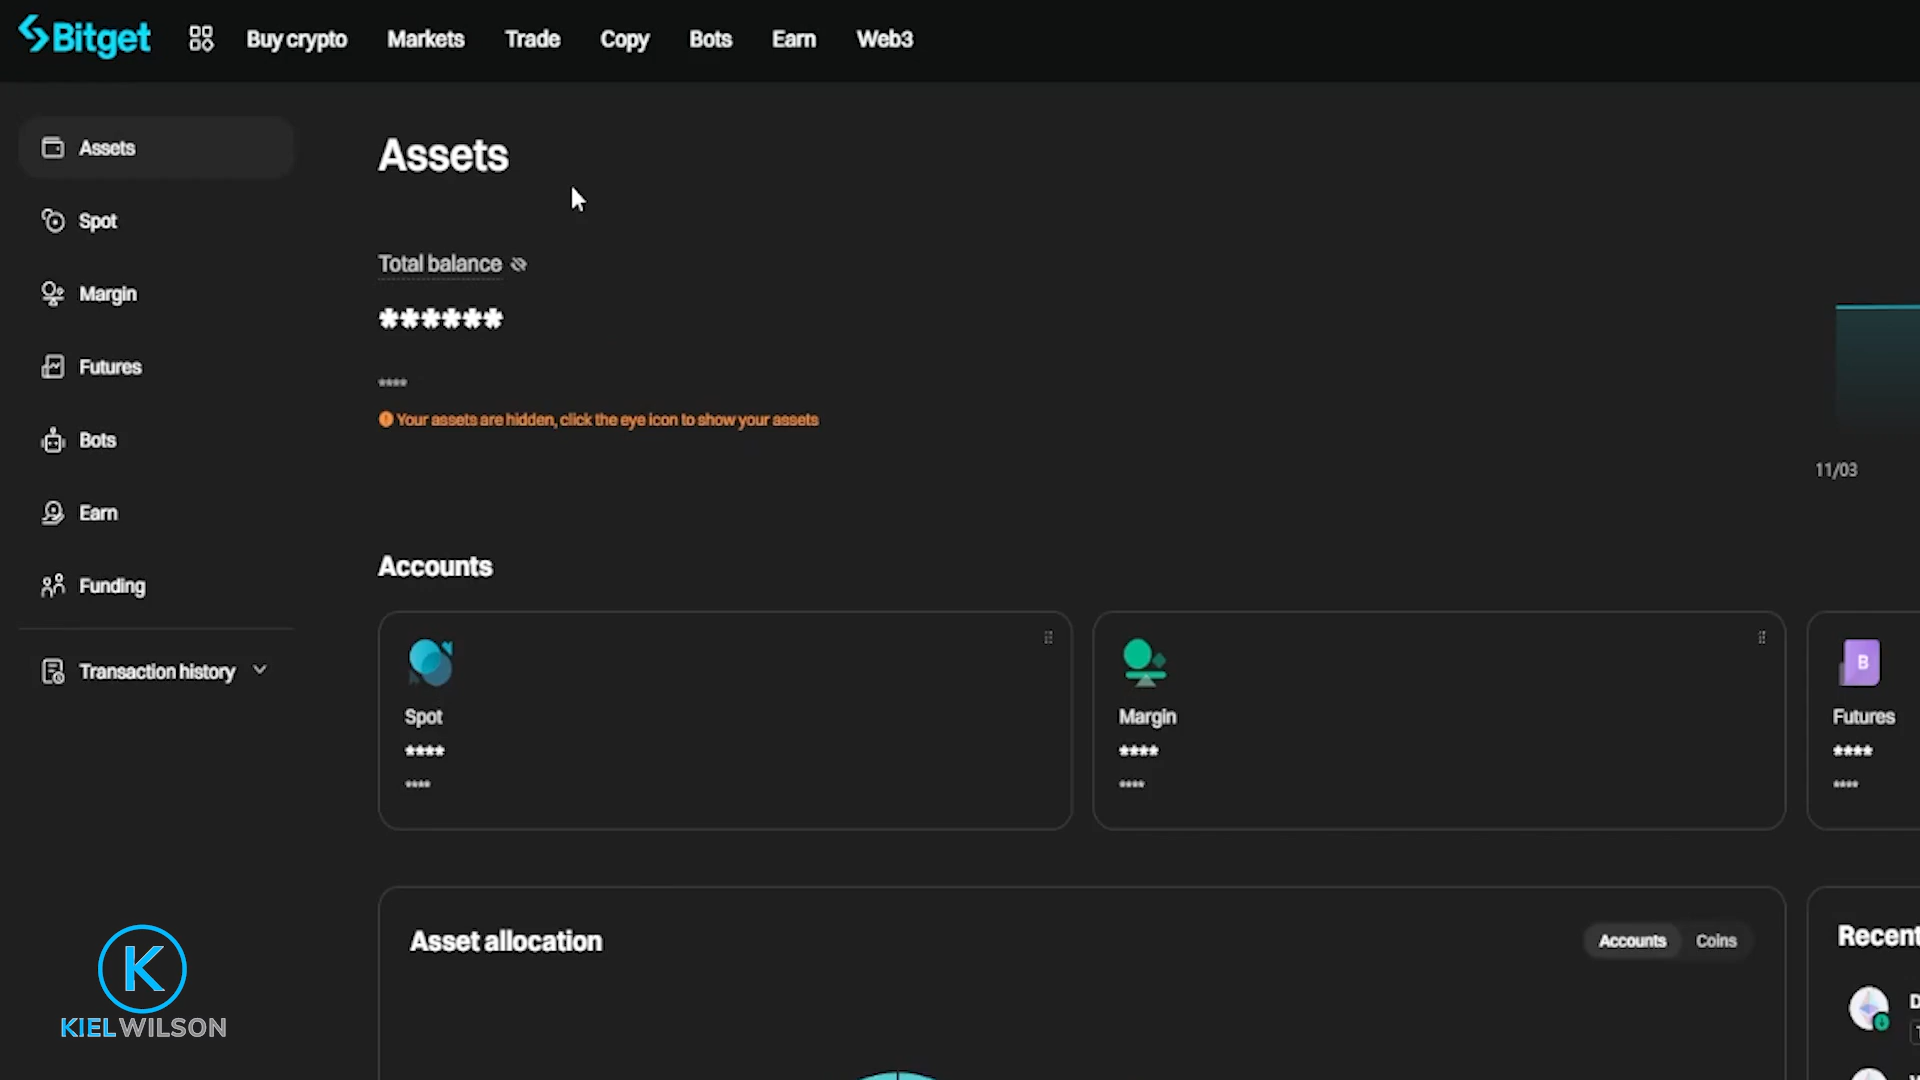 Bitget
Buy crypto
Markets
Trade
Copy
Bots
Earn
Web3
Assets
Spot
Margin
Futures
Bots
Earn
Funding
Transaction history
Assets
Total balance
******
****
Your assets are hidden, click the eye icon to show your assets
11/03
Accounts
Spot
****
****
Margin
****
****
B
Futures
****
****
Asset allocation
Accounts
Coins
Recent
D
K
KIELWILSON